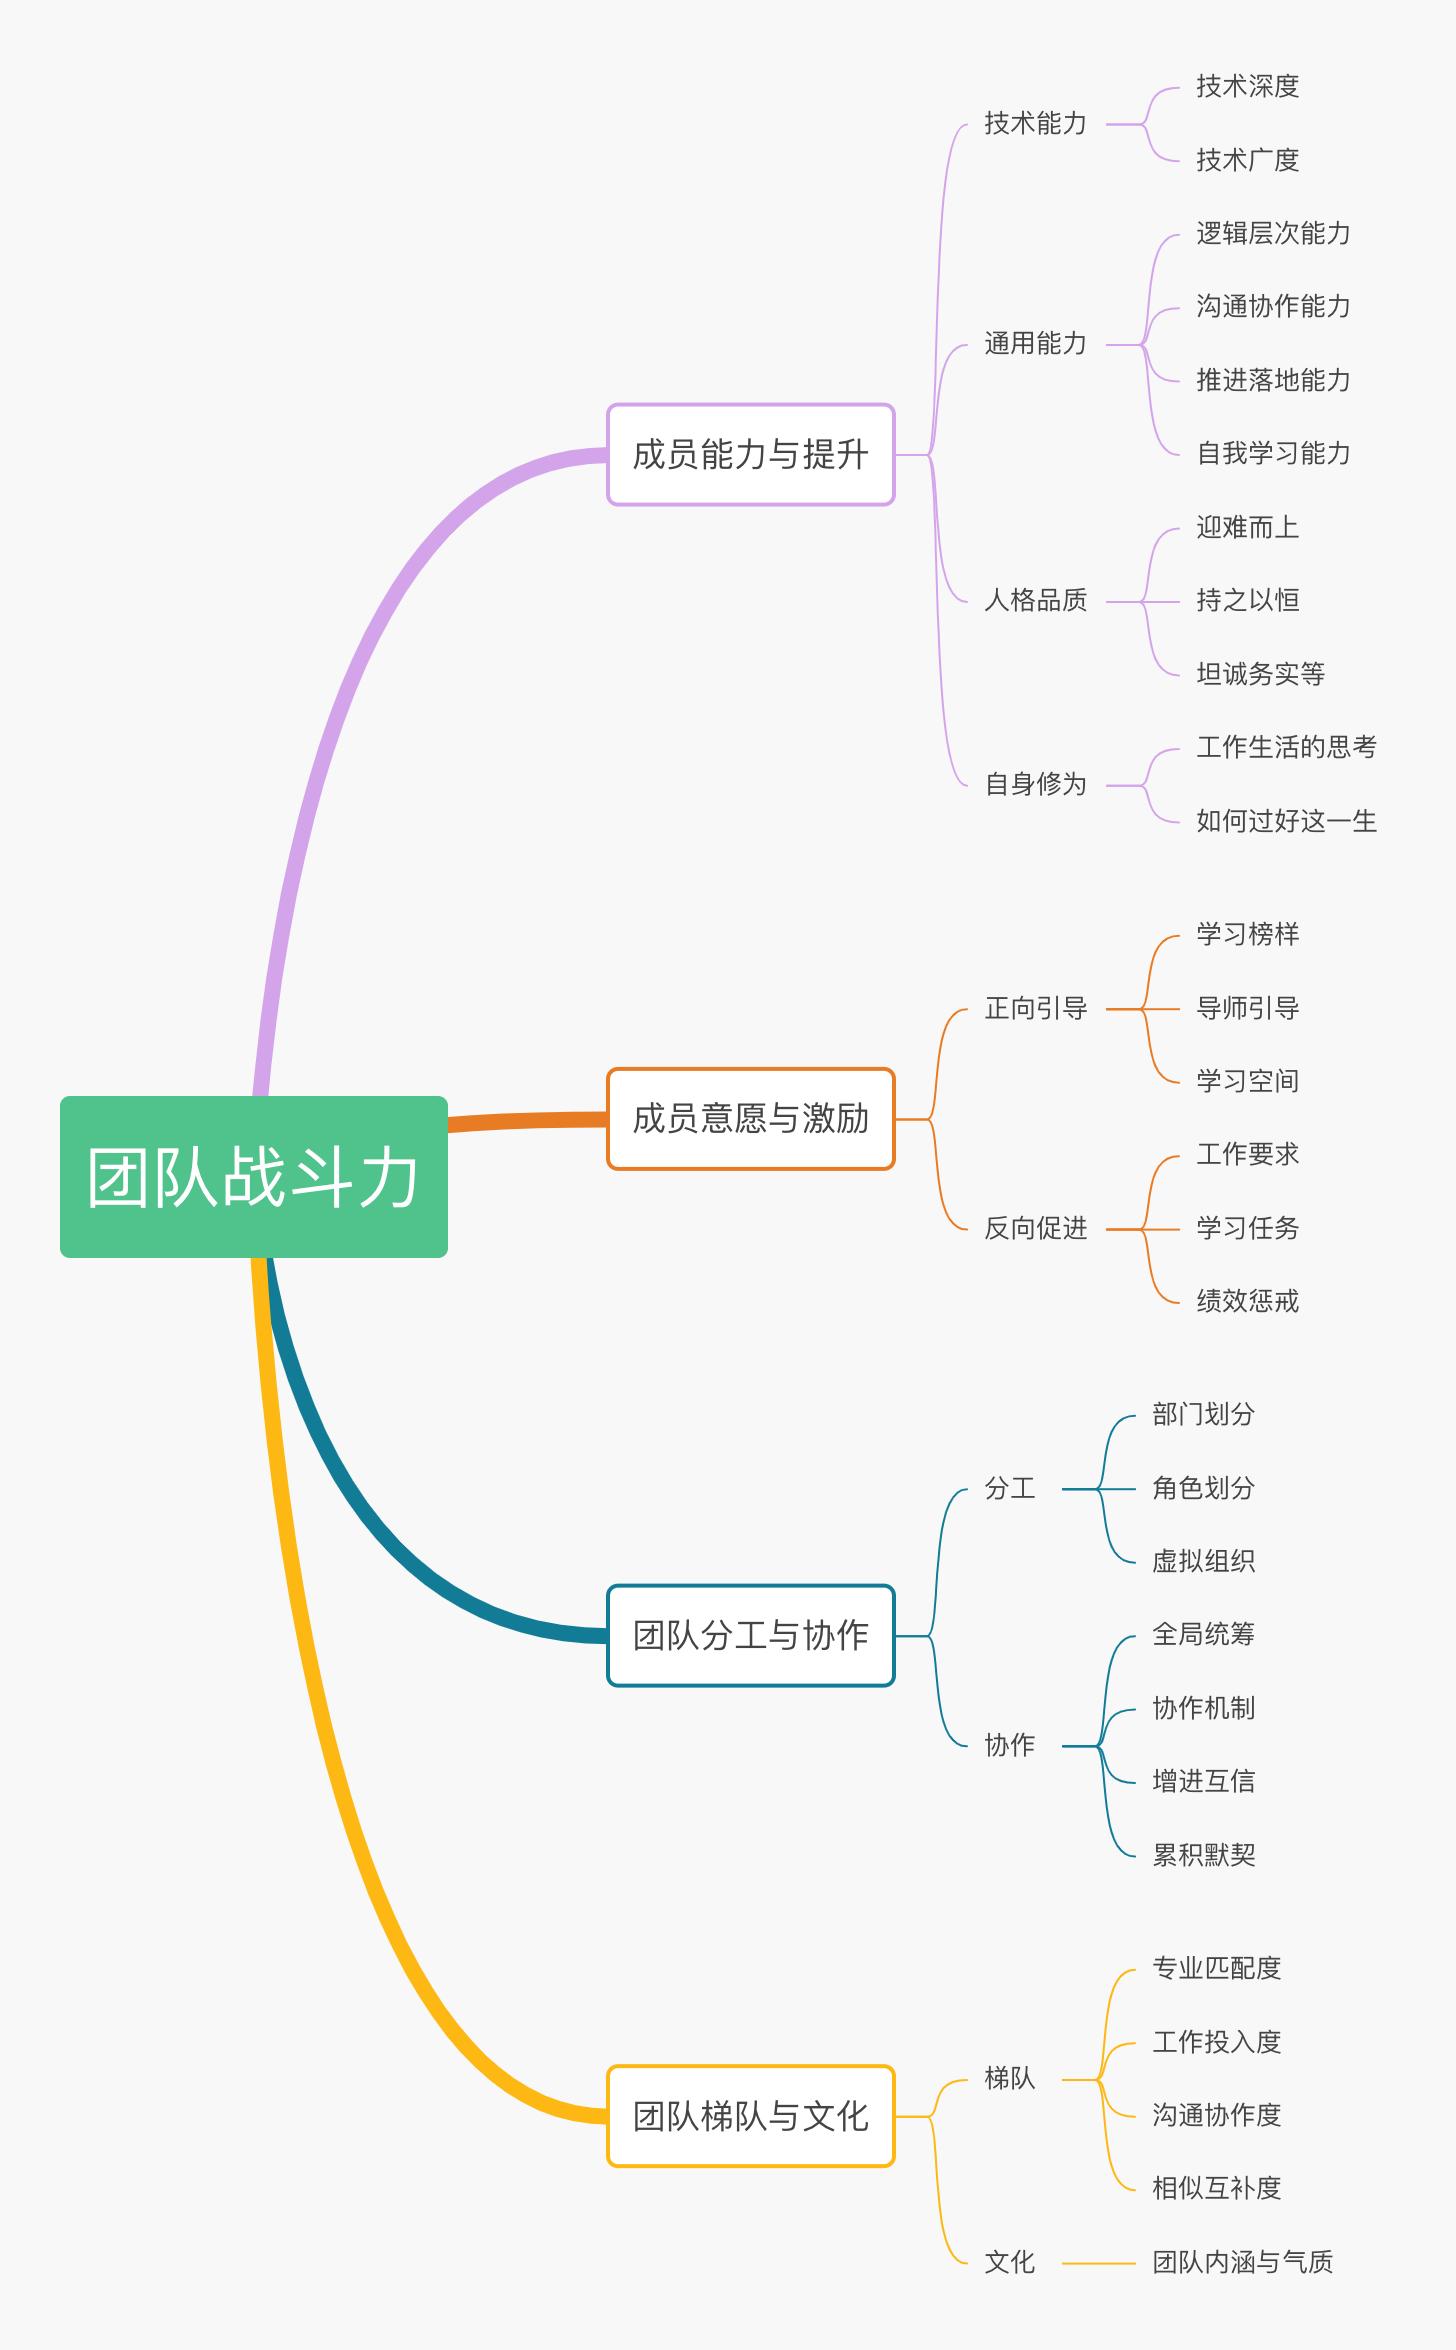 团队战斗力
成员能力与提升
技术能力
技术深度
技术广度
通用能力
逻辑层次能力
沟通协作能力
推进落地能力
自我学习能力
人格品质
迎难而上
持之以恒
坦诚务实等
自身修为
工作生活的思考
如何过好这一生
成员意愿与激励
正向引导
学习榜样
导师引导
学习空间
反向促进
工作要求
学习任务
绩效惩戒
团队分工与协作
分工
部门划分
角色划分
虚拟组织
协作
全局统筹
协作机制
增进互信
累积默契
团队梯队与文化
梯队
专业匹配度
工作投入度
沟通协作度
相似互补度
文化
团队内涵与气质